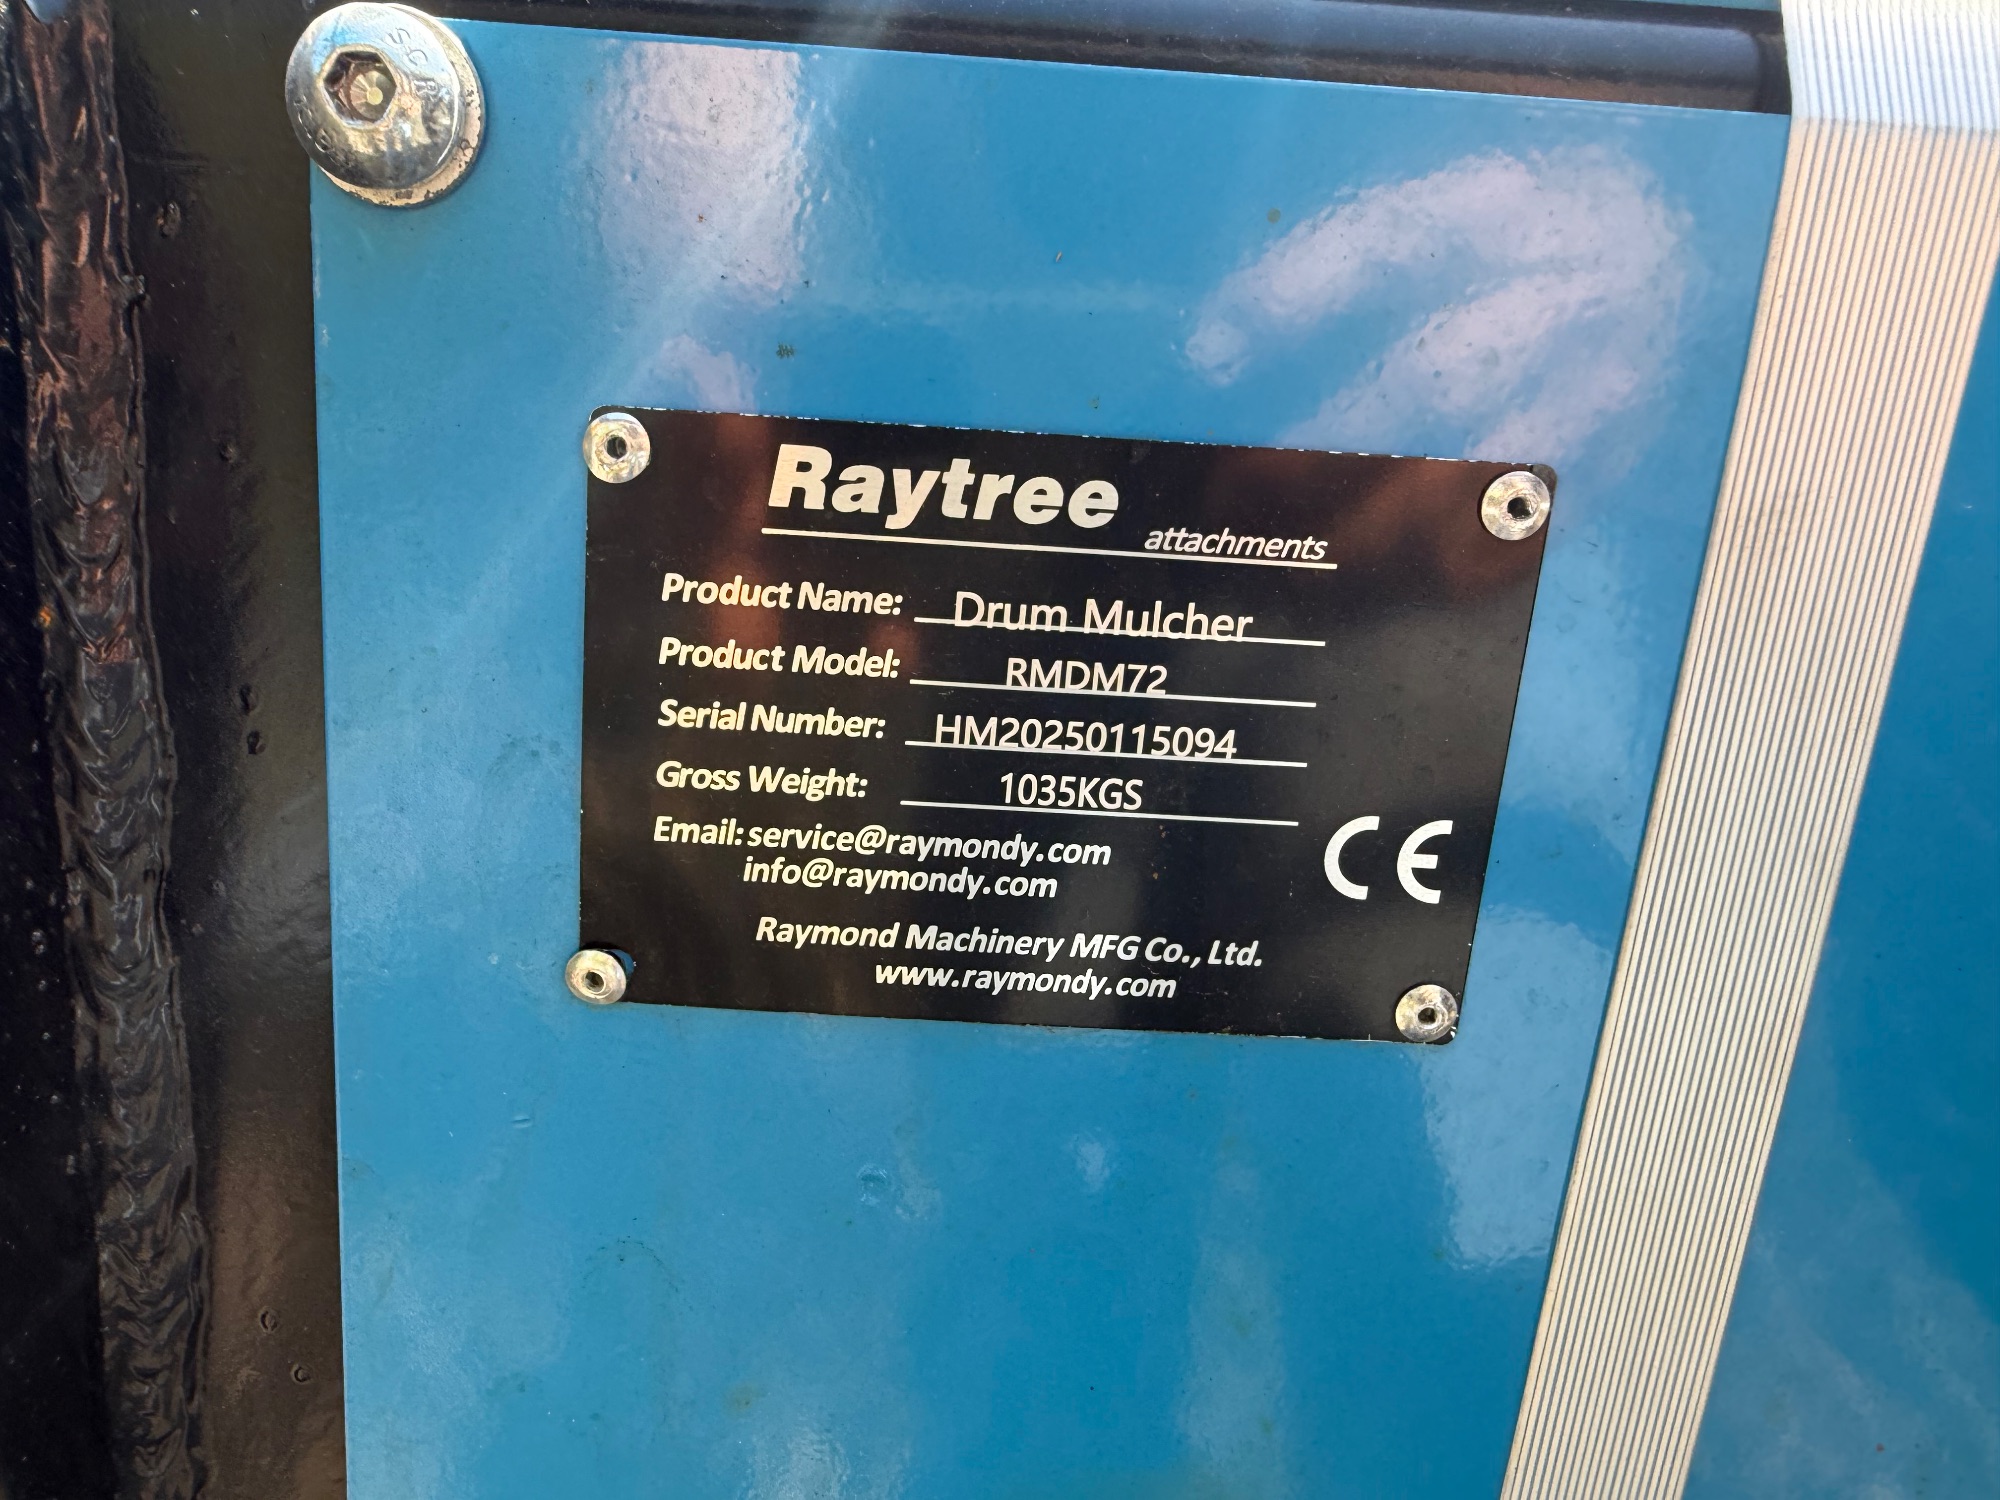 Raytree
attachments
Product Name: Drum Mulcher
Product Model: RMDM72
Serial Number: HM20250115094
Gross Weight: 1035KGS
Email: service@raymondy.com
info@raymondy.com
CE
Raymond Machinery MFG Co., Ltd.
www.raymondy.com